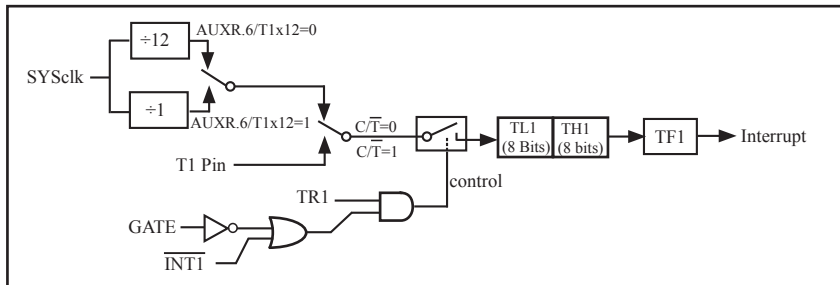 AUXR.6/T1x12=0
÷12
SYSclk
÷1
AUXR.6/T1x12=1
C/T̅=0
C/T̅=1
TL1
(8 Bits)
TH1
(8 bits)
TF1
Interrupt
T1 Pin
control
TR1
GATE
I̅N̅T̅1̅